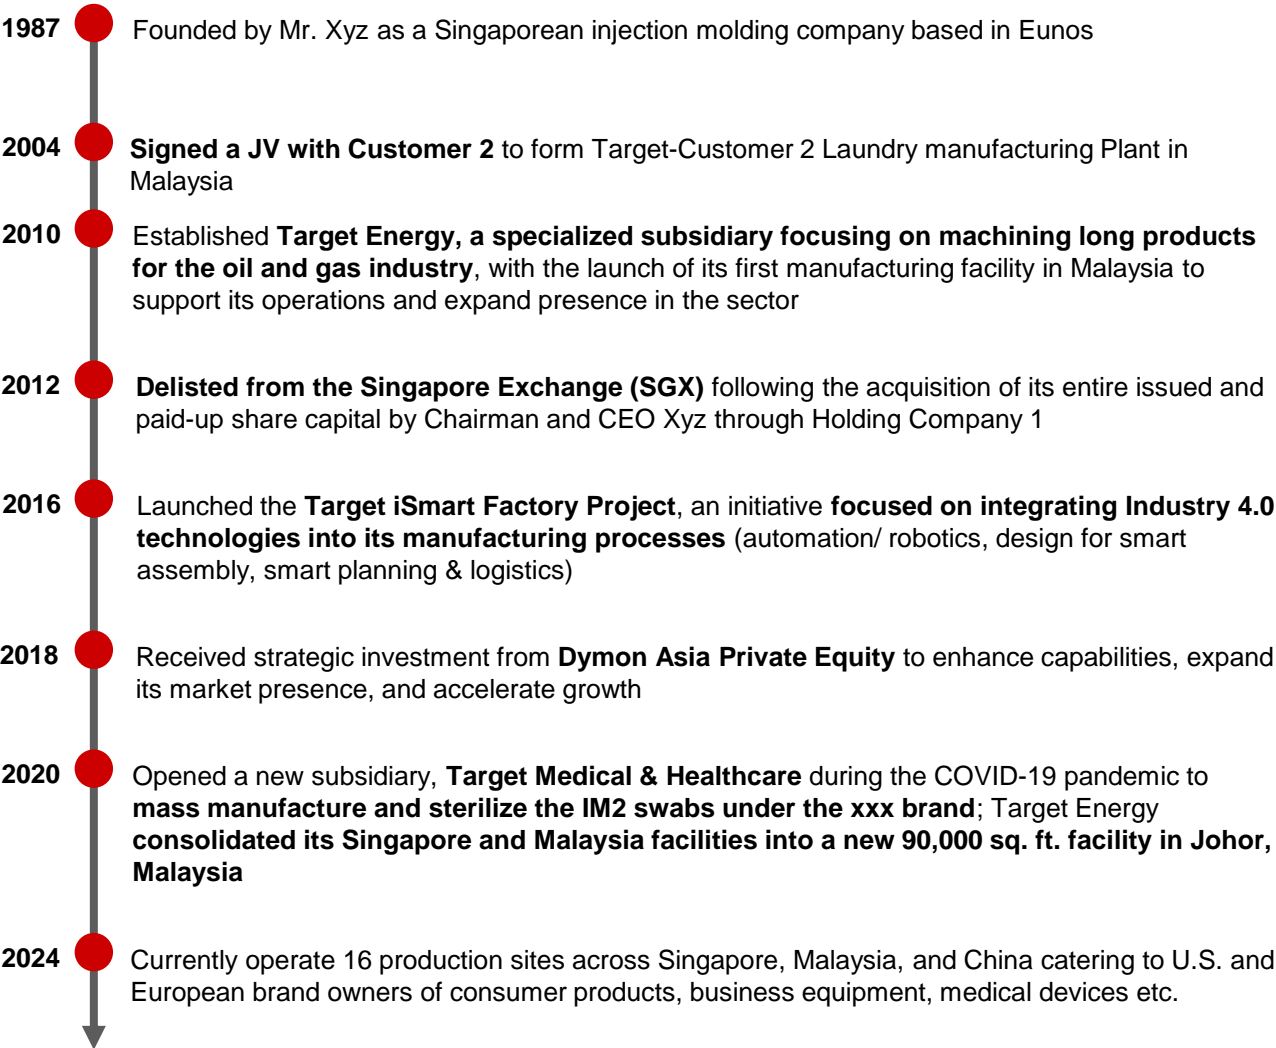 1987 Founded by Mr. Xyz as a Singaporean injection molding company based in Eunos
2004 Signed a JV with Customer 2 to form Target-Customer 2 Laundry manufacturing Plant in
Malaysia
2010 Established Target Energy, a specialized subsidiary focusing on machining long products
for the oil and gas industry, with the launch of its first manufacturing facility in Malaysia to
support its operations and expand presence in the sector
2012 Delisted from the Singapore Exchange (SGX) following the acquisition of its entire issued and
paid-up share capital by Chairman and CEO Xyz through Holding Company 1
2016 Launched the Target iSmart Factory Project, an initiative focused on integrating Industry 4.0
technologies into its manufacturing processes (automation/ robotics, design for smart
assembly, smart planning & logistics)
2018 Received strategic investment from Dymon Asia Private Equity to enhance capabilities, expand
its market presence, and accelerate growth
2020 Opened a new subsidiary, Target Medical & Healthcare during the COVID-19 pandemic to
mass manufacture and sterilize the IM2 swabs under the xxx brand; Target Energy
consolidated its Singapore and Malaysia facilities into a new 90,000 sq. ft. facility in Johor,
Malaysia
2024 Currently operate 16 production sites across Singapore, Malaysia, and China catering to U.S. and
European brand owners of consumer products, business equipment, medical devices etc.